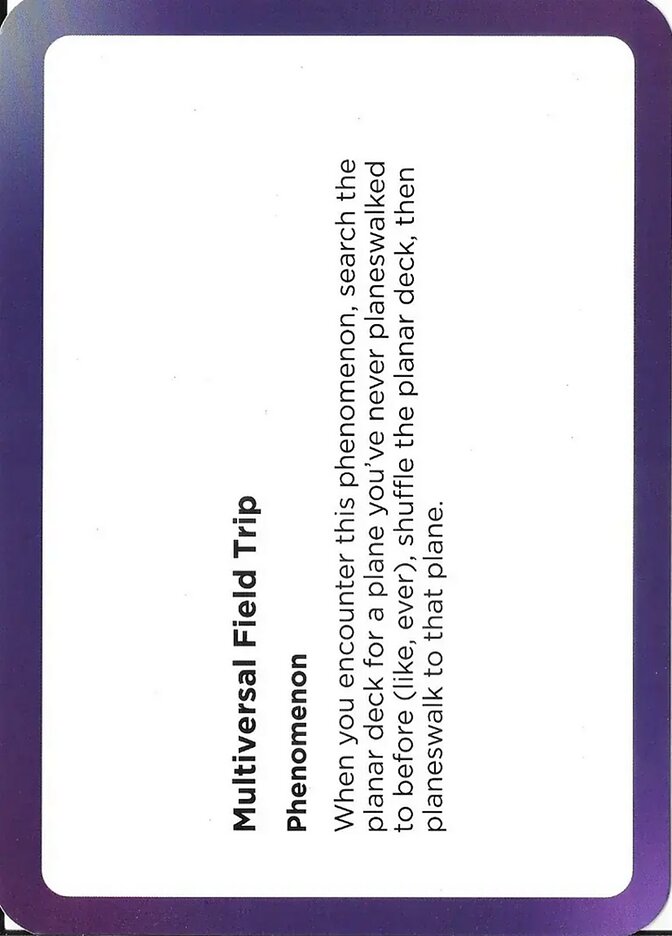 Multiversal Field Trip
Phenomenon
When you encounter this phenomenon, search the
planar deck for a plane you've never planeswalked
to before (like, ever), shuffle the planar deck, then
planeswalk to that plane.